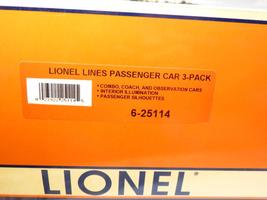 LIONEL LINES PASSENGER CAR 3-PACK
• COMBO, COACH, AND OBSERVATION CARS
• INTERIOR ILLUMINATION
• PASSENGER SILHOUETTES
6-25114
LIONEL